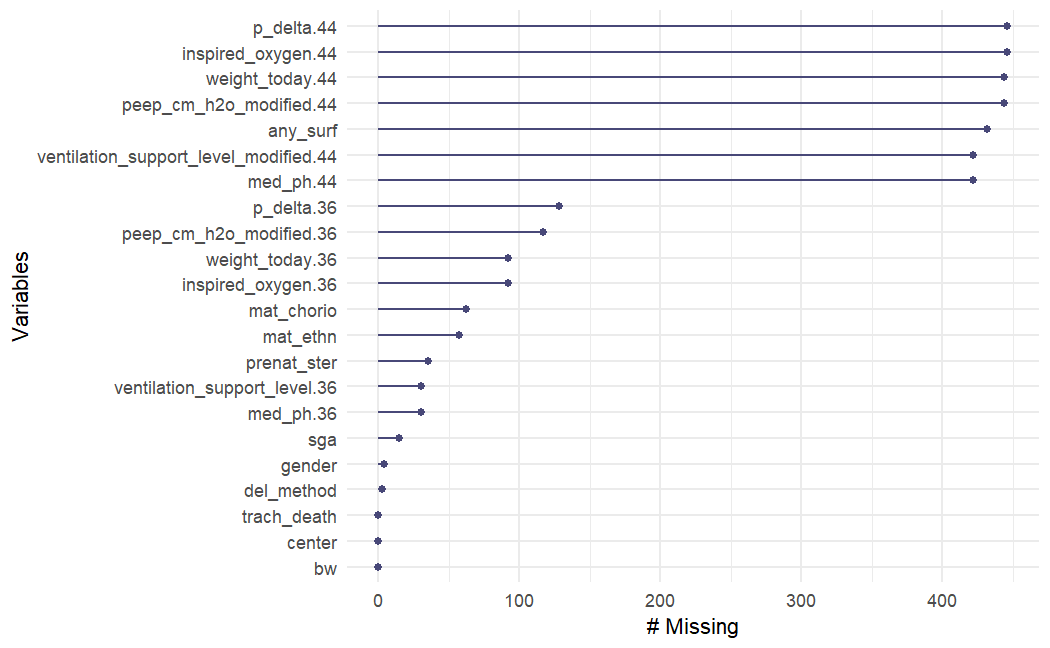 p_delta.44
inspired_oxygen.44
weight_today.44
peep_cm_h2o_modified.44
any_surf
ventilation_support_level_modified.44
med_ph.44
p_delta.36
peep_cm_h2o_modified.36
weight_today.36
inspired_oxygen.36
mat_chorio
mat_ethn
prenat_ster
ventilation_support_level.36
med_ph.36
sga
gender
del_method
trach_death
center
bw
Variables
0 100 200 300 400
# Missing